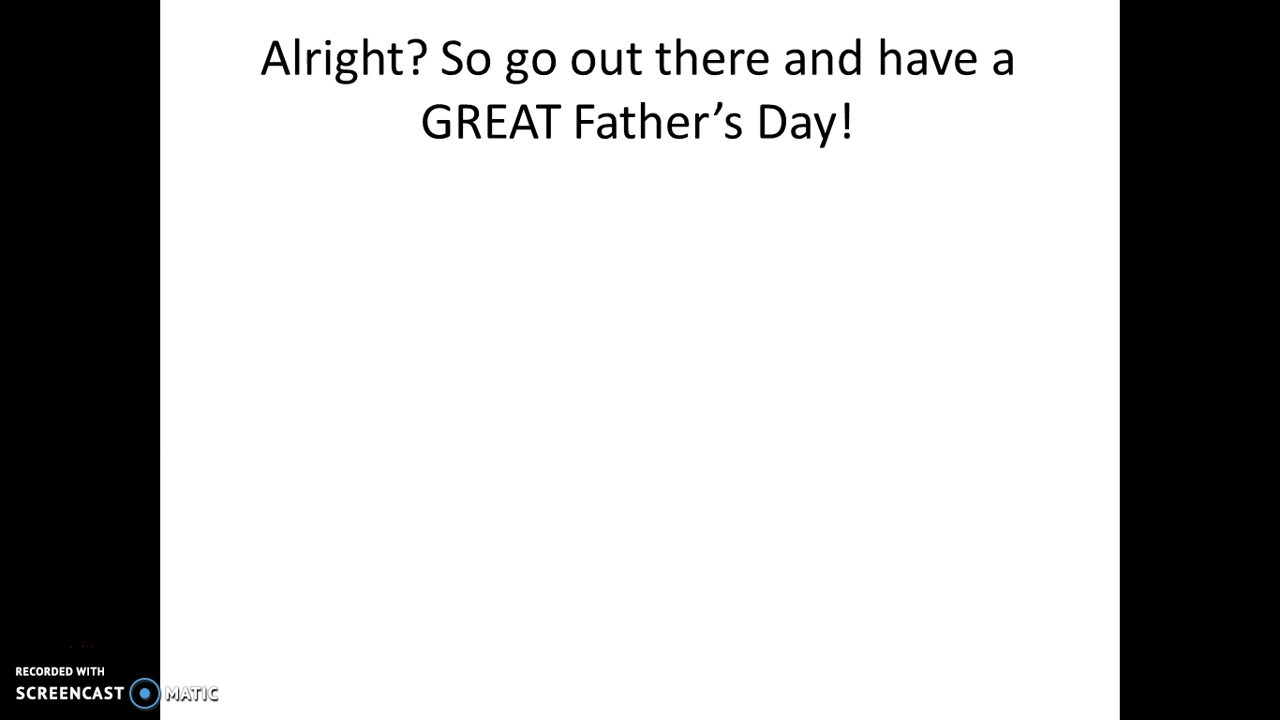 Alright? So go out there and have a
GREAT Father’s Day!
RECORDED WITH
SCREENCAST MATIC